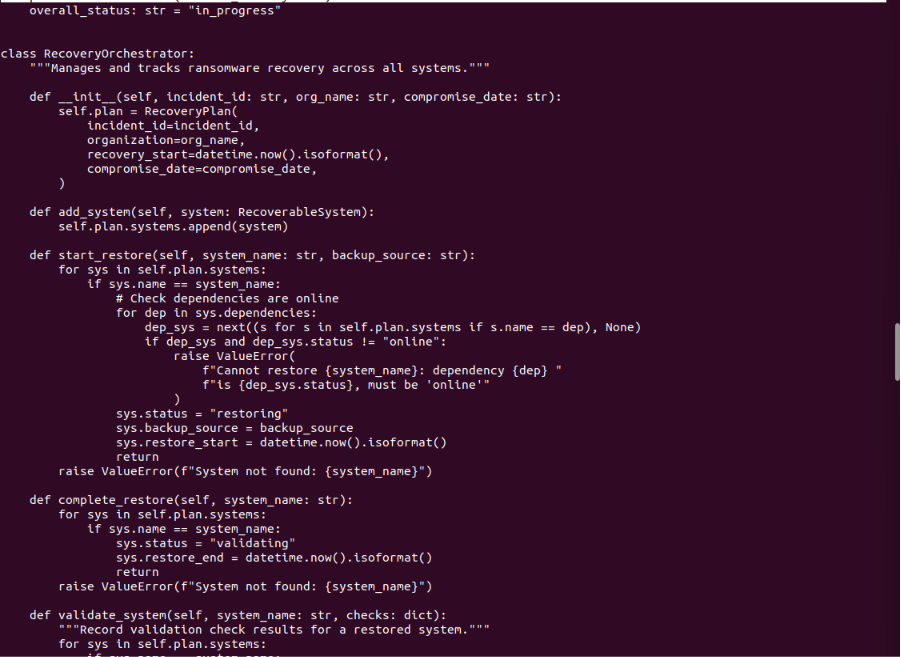 overall_status: str = "in_progress"
class RecoveryOrchestrator:
    """Manages and tracks ransomware recovery across all systems."""
    def __init__(self, incident_id: str, org_name: str, compromise_date: str):
        self.plan = RecoveryPlan(
            incident_id=incident_id,
            organization=org_name,
            recovery_start=datetime.now().isoformat(),
            compromise_date=compromise_date,
        )
    def add_system(self, system: RecoverableSystem):
        self.plan.systems.append(system)
    def start_restore(self, system_name: str, backup_source: str):
        for sys in self.plan.systems:
            if sys.name == system_name:
                # Check dependencies are online
                for dep in sys.dependencies:
                    dep_sys = next((s for s in self.plan.systems if s.name == dep), None)
                    if dep_sys and dep_sys.status != "online":
                        raise ValueError(
                            f"Cannot restore {system_name}: dependency {dep} "
                            f"is {dep_sys.status}, must be 'online'"
                        )
                sys.status = "restoring"
                sys.backup_source = backup_source
                sys.restore_start = datetime.now().isoformat()
                return
        raise ValueError(f"System not found: {system_name}")
    def complete_restore(self, system_name: str):
        for sys in self.plan.systems:
            if sys.name == system_name:
                sys.status = "validating"
                sys.restore_end = datetime.now().isoformat()
                return
        raise ValueError(f"System not found: {system_name}")
    def validate_system(self, system_name: str, checks: dict):
        """Record validation check results for a restored system."""
        for sys in self.plan.systems: